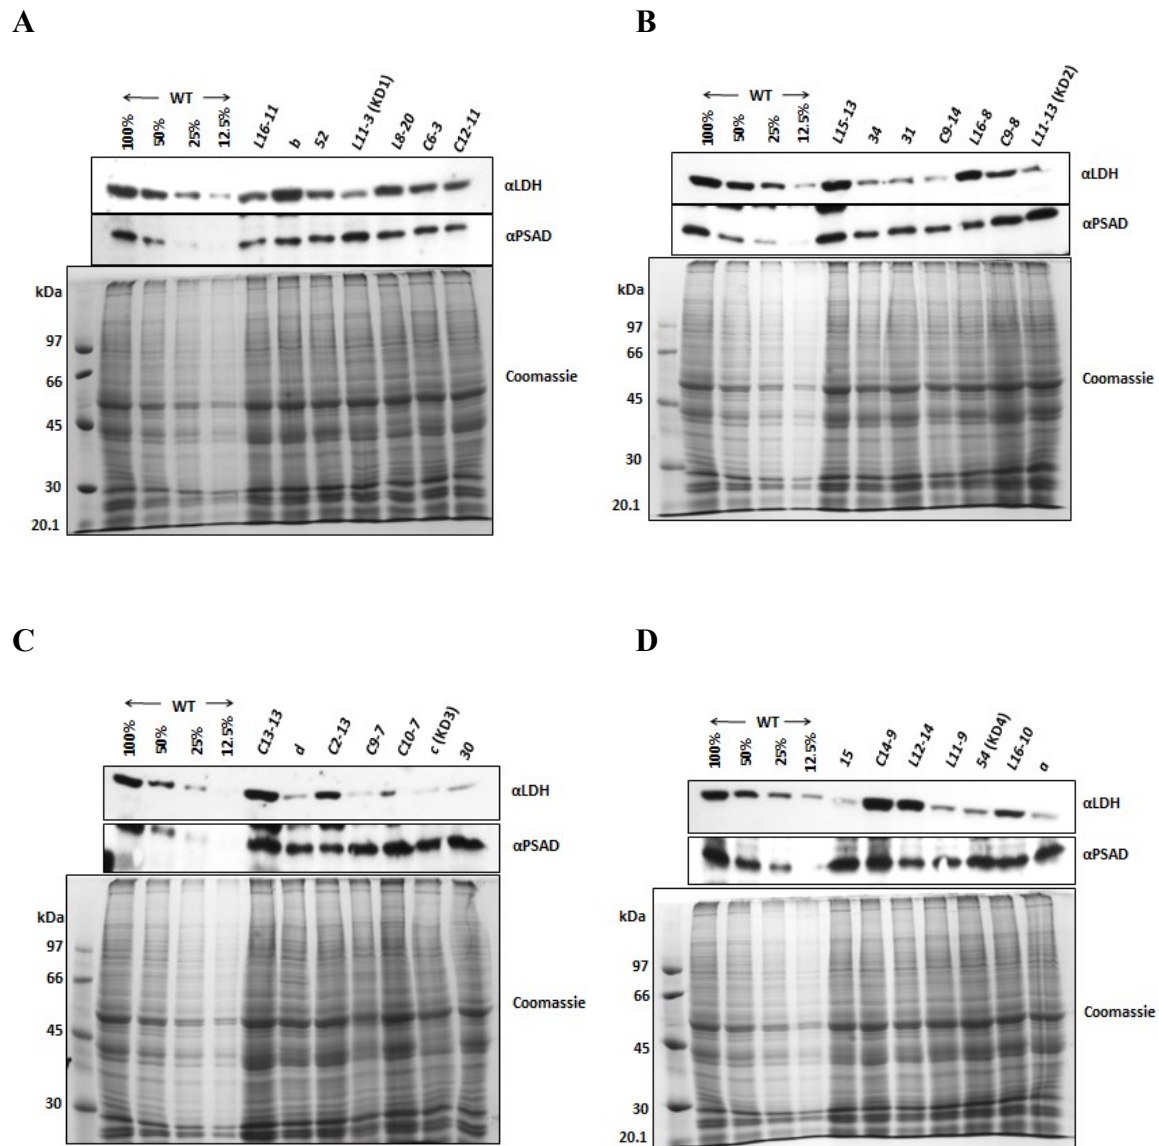 A
WT
100% 50% 25% 12.5% L16-11 b 52 L11-3 (KD1) L8-20 C6-3 C12-11
αLDH
αPSAD
kDa
97
66
45
30
20.1
Coomassie
B
WT
100% 50% 25% 12.5% L15-13 34 31 C9-14 L16-8 C9-8 L11-13 (KD2)
αLDH
αPSAD
kDa
97
66
45
30
20.1
Coomassie
C
WT
100% 50% 25% 12.5% C13-13 d C2-13 C9-7 C10-7 c (KD3) 30
αLDH
αPSAD
kDa
97
66
45
30
Coomassie
D
WT
100% 50% 25% 12.5% 15 C14-9 L12-14 L11-9 54 (KD4) L16-10 a
αLDH
αPSAD
kDa
97
66
45
30
20.1
Coomassie